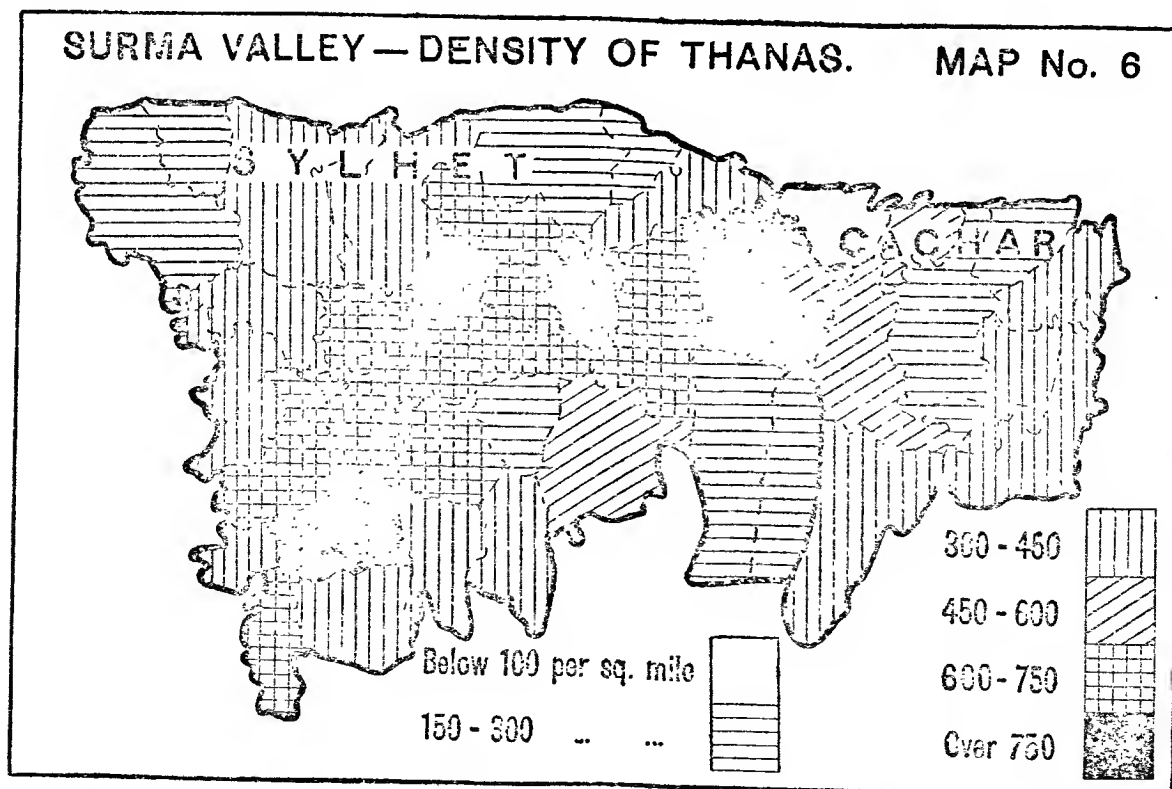 SURMA VALLEY—DENSITY OF THANAS. MAP No. 6
SYLHET
CACHAR
300 - 450
450 - 600
600 - 750
Over 750
Below 100 per sq. mile
150 - 300 „ „